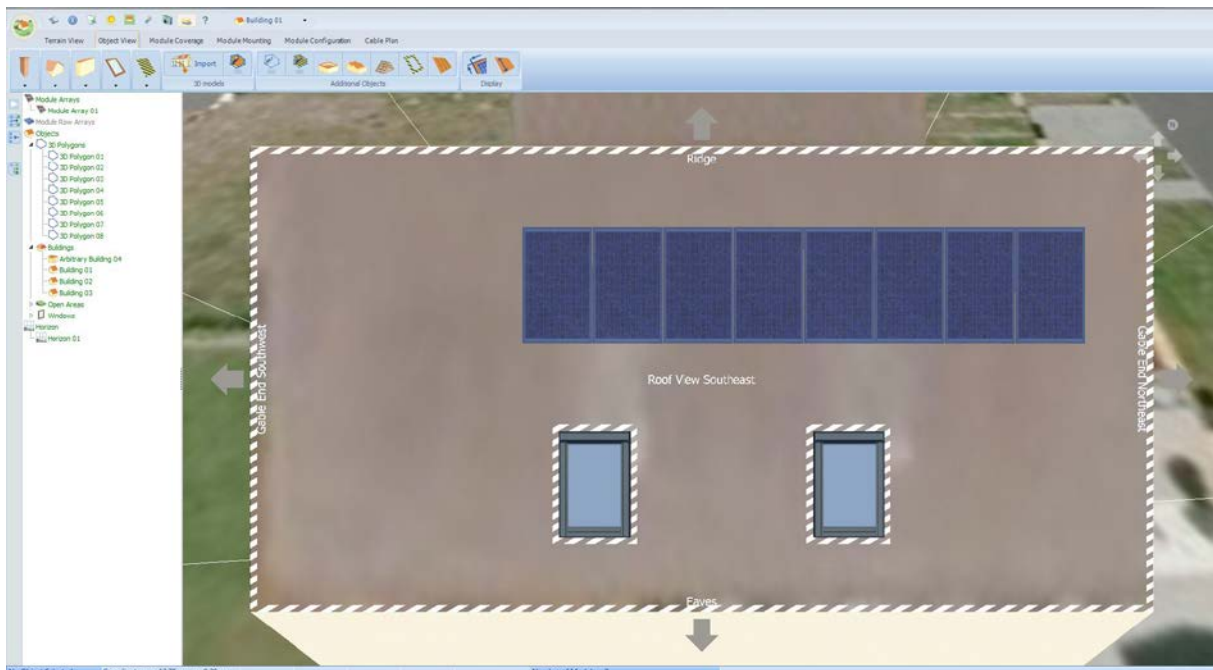 ? Building 01
Terrain View Object View Module Coverage Module Mounting Module Configuration Cable Plan
Import
3D models Additional Objects Display
Module Arrays
Module Array 01
Module Row Arrays
Objects
3D Polygons
3D Polygon 01
3D Polygon 02
3D Polygon 03
3D Polygon 04
3D Polygon 05
3D Polygon 06
3D Polygon 07
3D Polygon 08
Buildings
Arbitrary Building 04
Building 01
Building 02
Building 03
Open Areas
Windows
Horizon
Horizon 01
N
Ridge
Gable End Southwest
Roof View Southeast
Gable End Northeast
Eaves